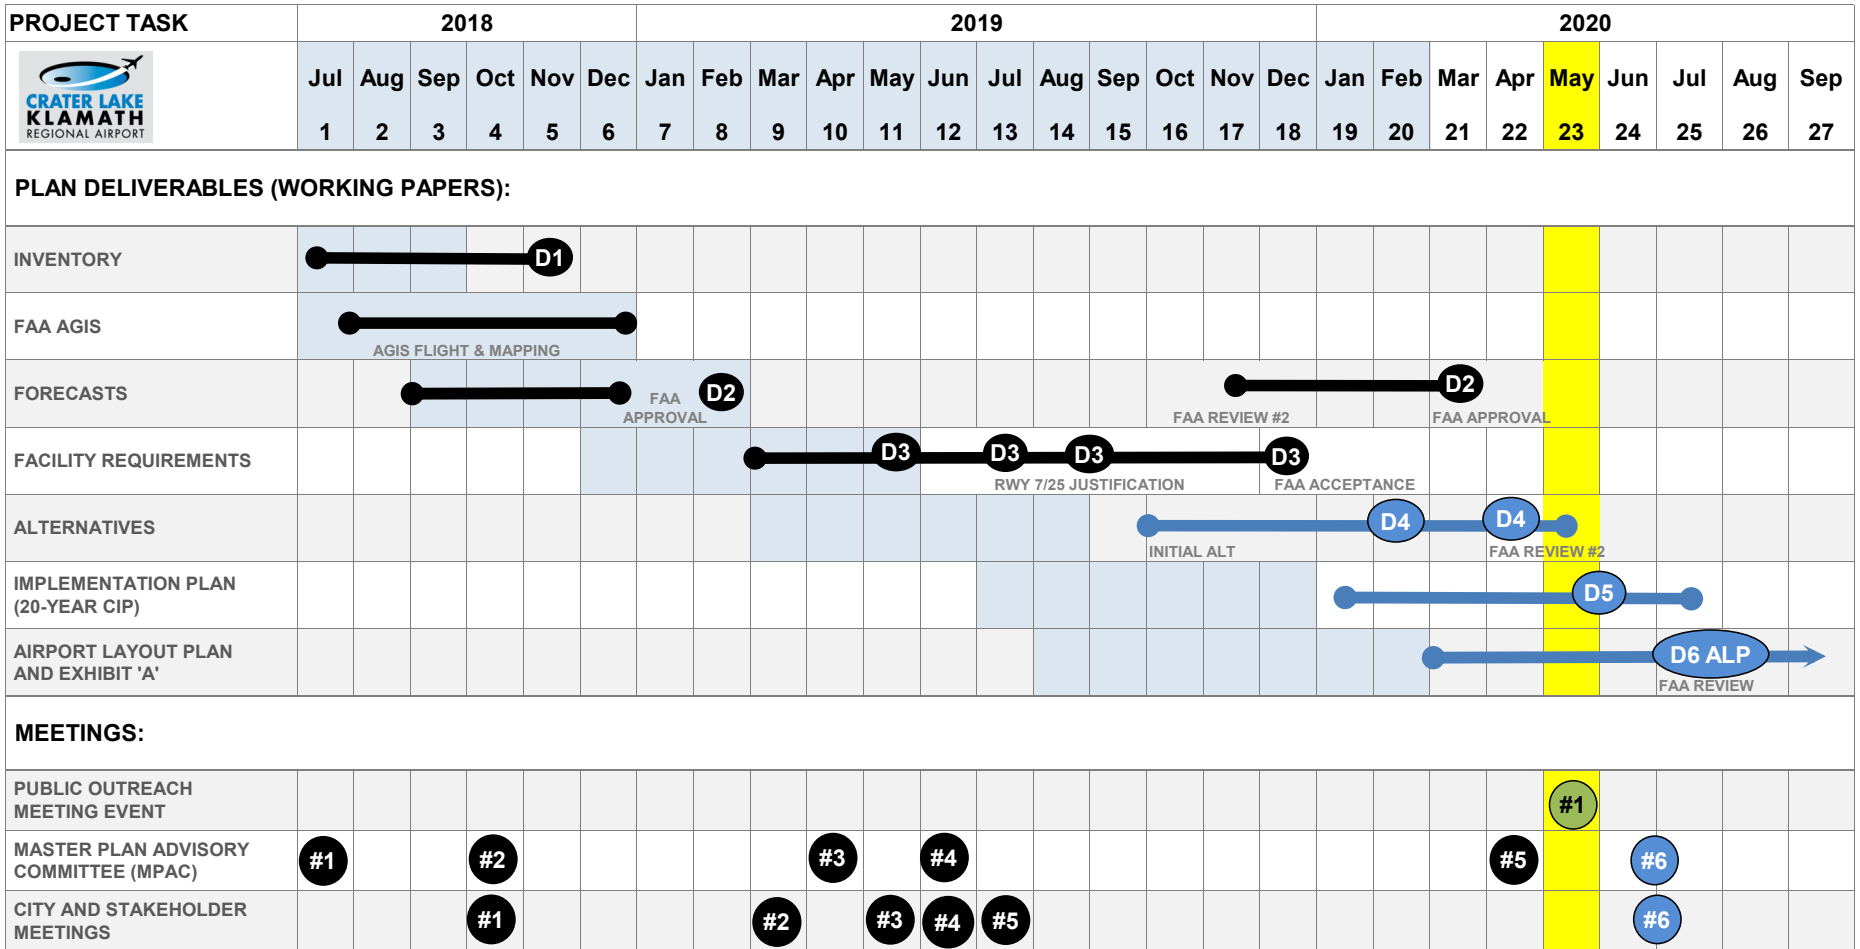 PROJECT TASK 2018 2019 2020
CRATER LAKE
KLAMATH
REGIONAL AIRPORT
Jul Aug Sep Oct Nov Dec Jan Feb Mar Apr May Jun Jul Aug Sep Oct Nov Dec Jan Feb Mar Apr May Jun Jul Aug Sep
1 2 3 4 5 6 7 8 9 10 11 12 13 14 15 16 17 18 19 20 21 22 23 24 25 26 27
PLAN DELIVERABLES (WORKING PAPERS):
INVENTORY D1
FAA AGIS
AGIS FLIGHT & MAPPING
FORECASTS D2 D2
FAA
APPROVAL
FAA REVIEW #2 FAA APPROVAL
FACILITY REQUIREMENTS D3 D3 D3 D3
RWY 7/25 JUSTIFICATION FAA ACCEPTANCE
ALTERNATIVES D4 D4
INITIAL ALT FAA REVIEW #2
IMPLEMENTATION PLAN
(20-YEAR CIP) D5
AIRPORT LAYOUT PLAN
AND EXHIBIT 'A' D6 ALP
FAA REVIEW
MEETINGS:
PUBLIC OUTREACH
MEETING EVENT #1
MASTER PLAN ADVISORY
COMMITTEE (MPAC) #1 #2 #3 #4 #5 #6
CITY AND STAKEHOLDER
MEETINGS #1 #2 #3 #4 #5 #6